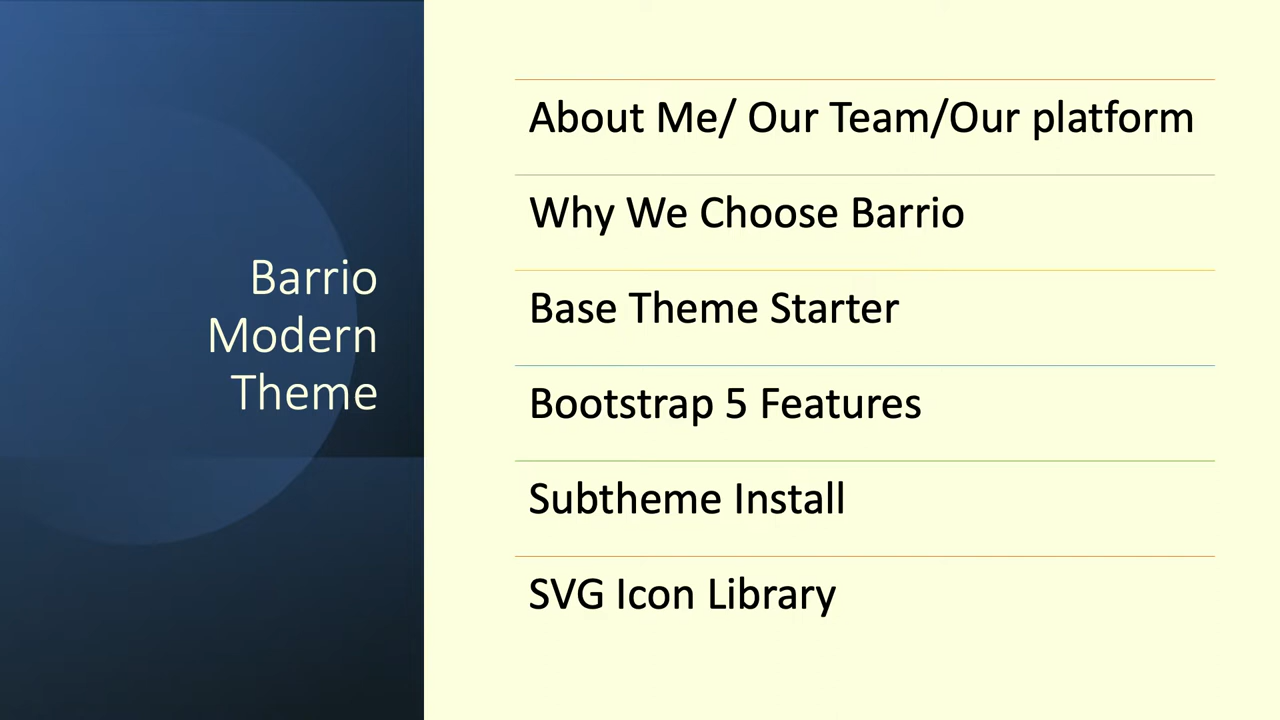 Barrio
Modern
Theme
About Me/ Our Team/Our platform
Why We Choose Barrio
Base Theme Starter
Bootstrap 5 Features
Subtheme Install
SVG Icon Library